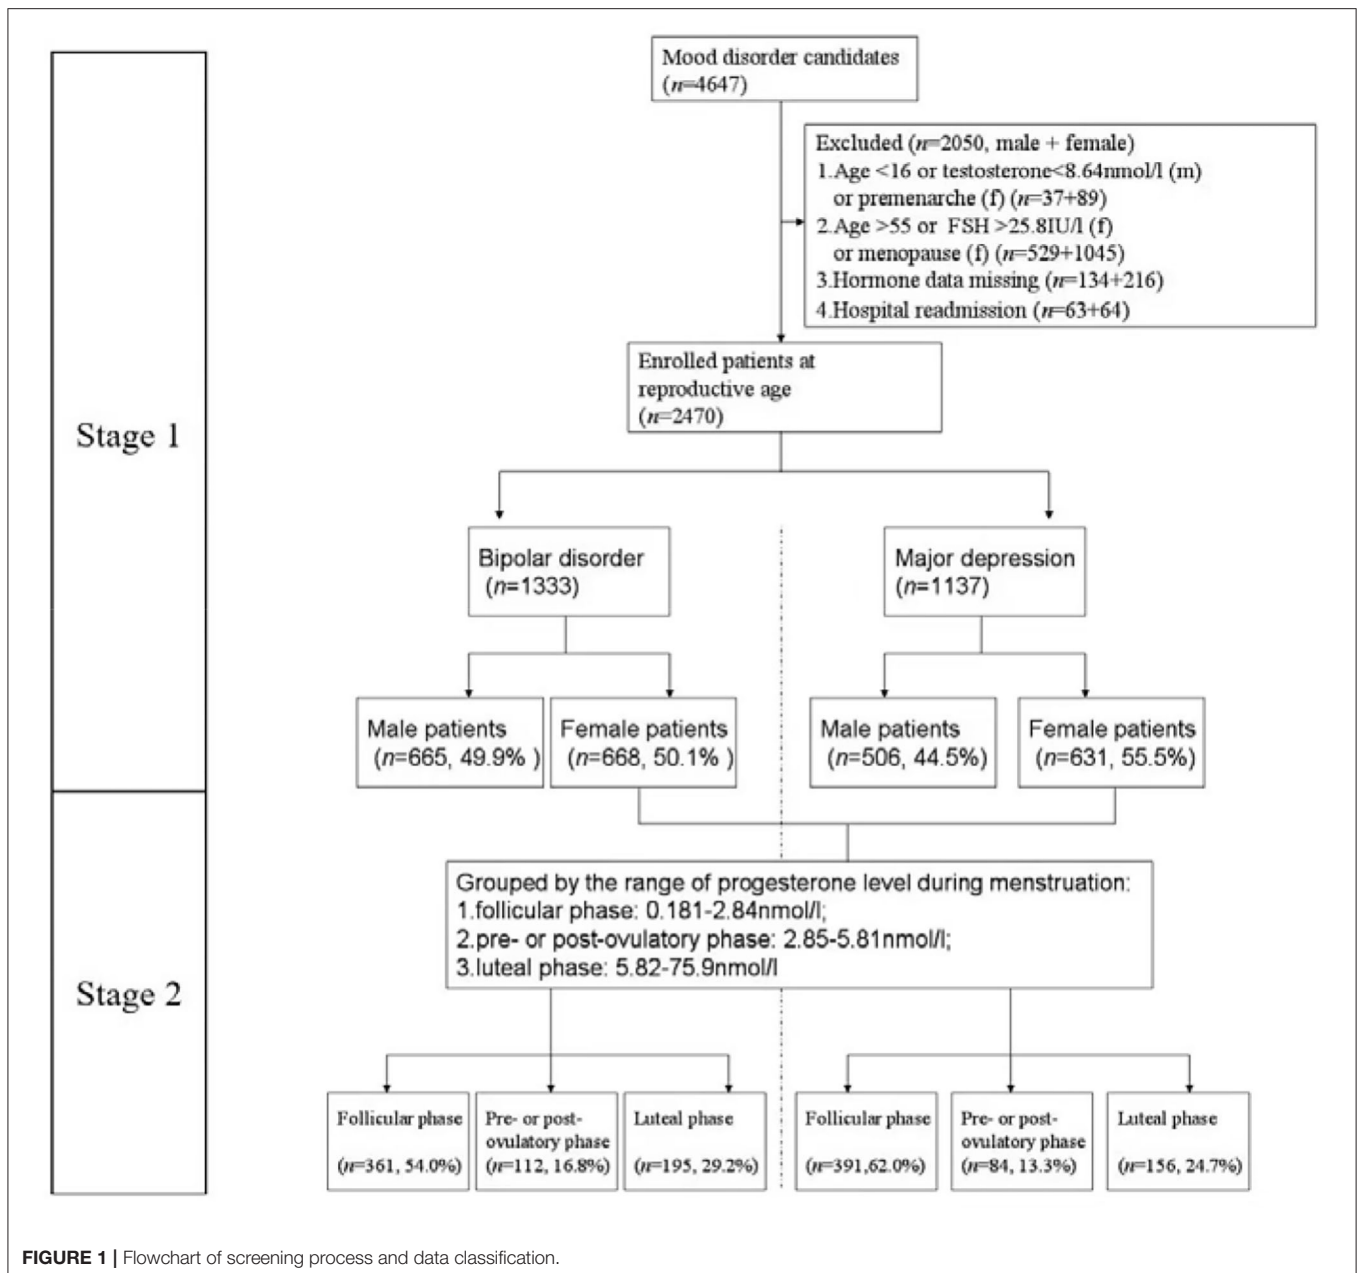 Stage 1
Stage 2
Mood disorder candidates
(n=4647)
Excluded (n=2050, male + female)
1.Age <16 or testosterone<8.64nmol/l (m)
or premenarche (f) (n=37+89)
2.Age >55 or FSH >25.8IU/l (f)
or menopause (f) (n=529+1045)
3.Hormone data missing (n=134+216)
4.Hospital readmission (n=63+64)
Enrolled patients at
reproductive age
(n=2470)
Bipolar disorder
(n=1333)
Major depression
(n=1137)
Male patients
(n=665, 49.9% )
Female patients
(n=668, 50.1% )
Male patients
(n=506, 44.5%)
Female patients
(n=631, 55.5%)
Grouped by the range of progesterone level during menstruation:
1.follicular phase: 0.181-2.84nmol/l;
2.pre- or post-ovulatory phase: 2.85-5.81nmol/l;
3.luteal phase: 5.82-75.9nmol/l
Follicular phase
(n=361, 54.0%)
Pre- or post-
ovulatory phase
(n=112, 16.8%)
Luteal phase
(n=195, 29.2%)
Follicular phase
(n=391,62.0%)
Pre- or post-
ovulatory phase
(n=84, 13.3%)
Luteal phase
(n=156, 24.7%)
FIGURE 1 | Flowchart of screening process and data classification.